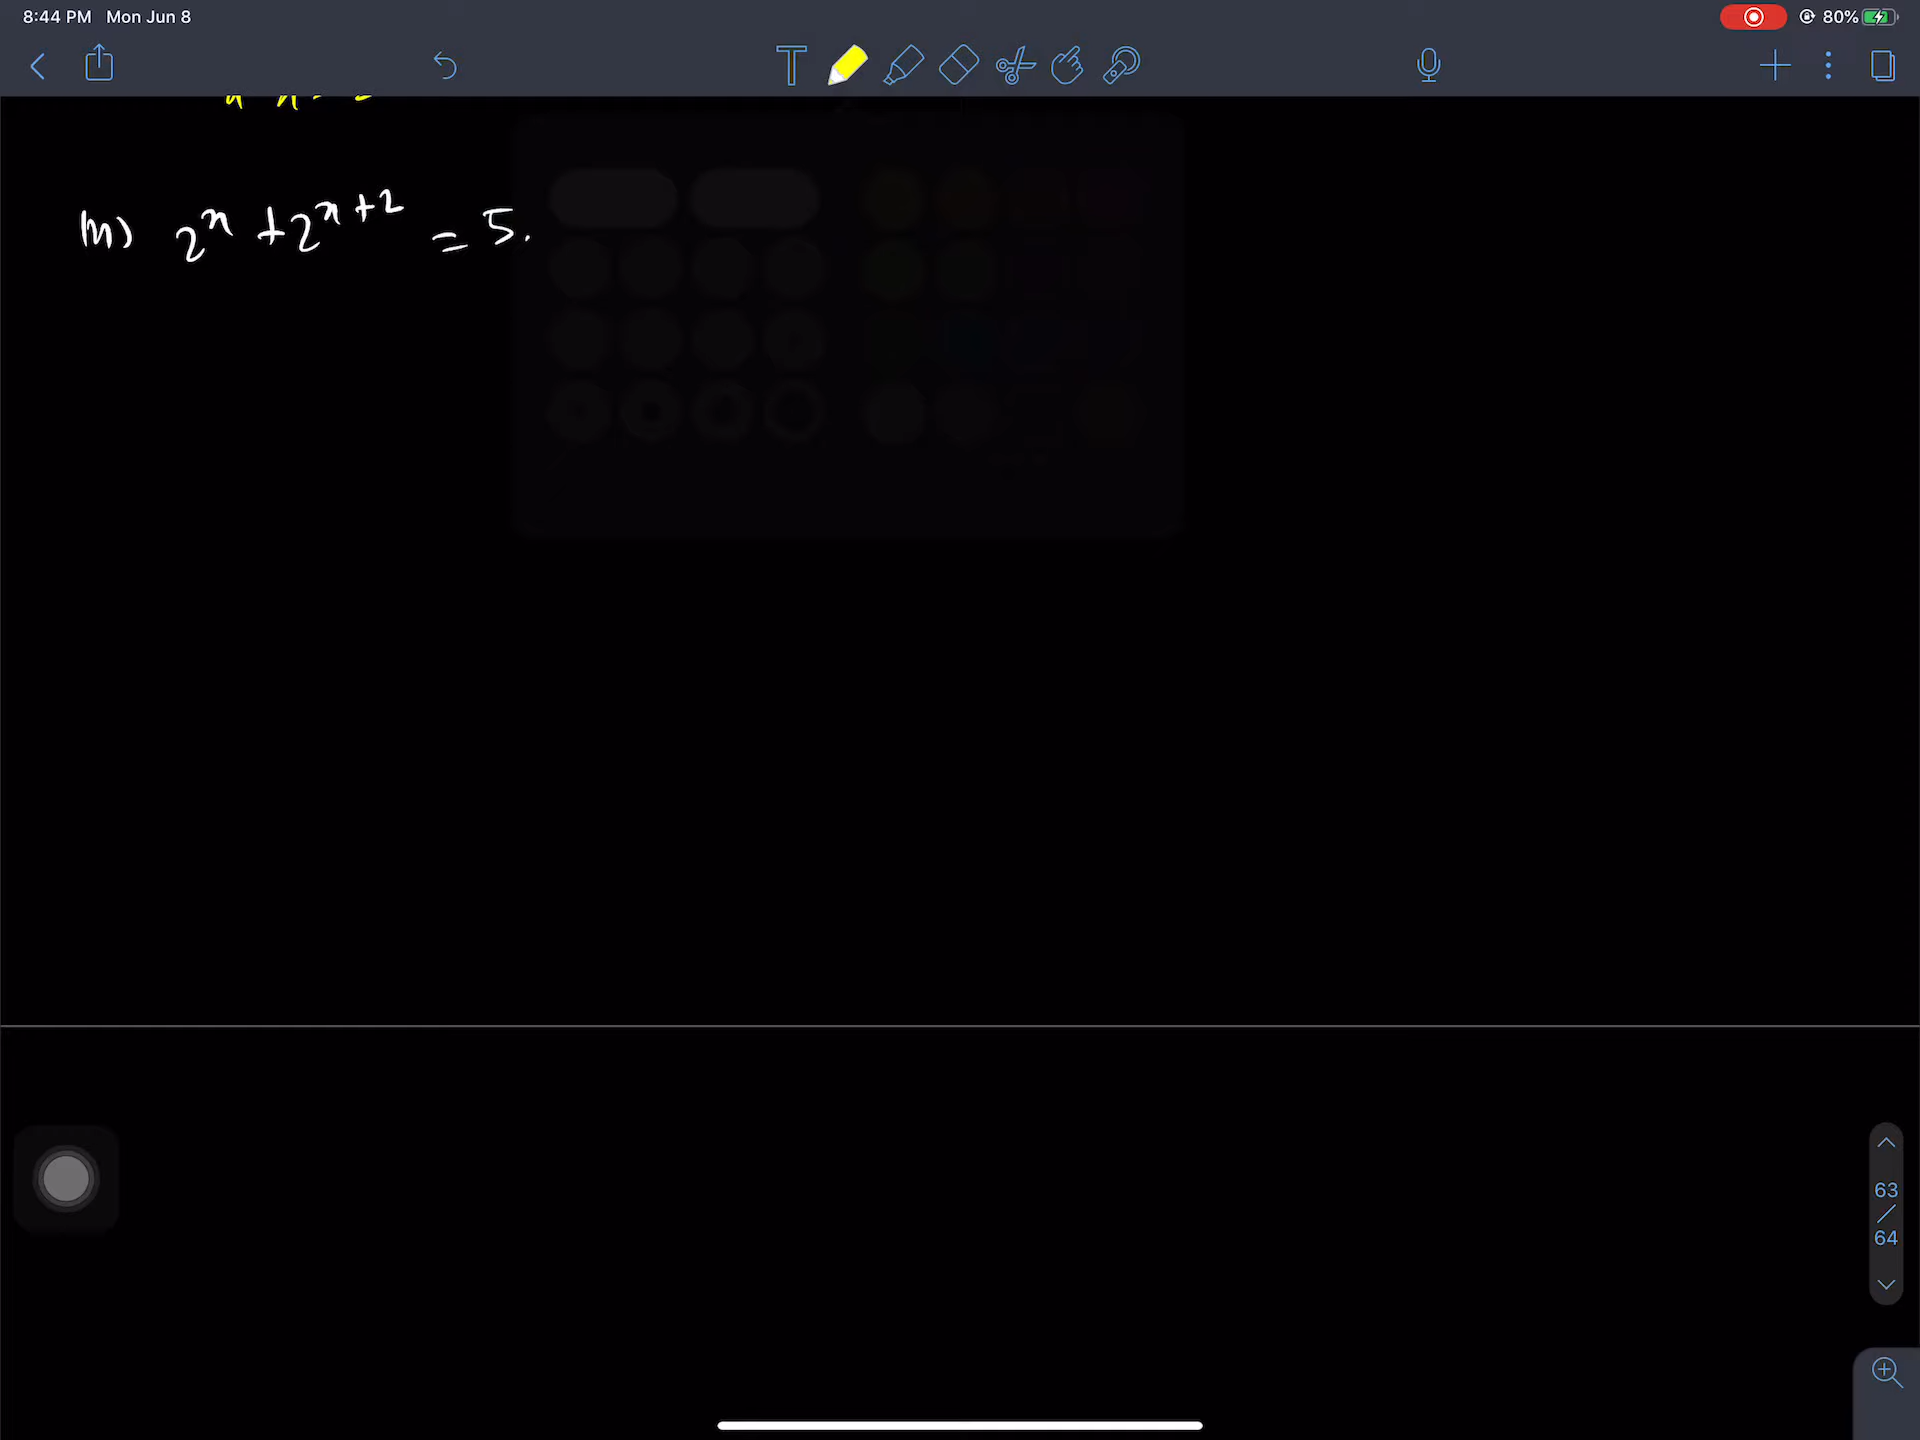 8:44 PM Mon Jun 8
80%
m) 2^x + 2^{x+2} = 5.
63
/
64